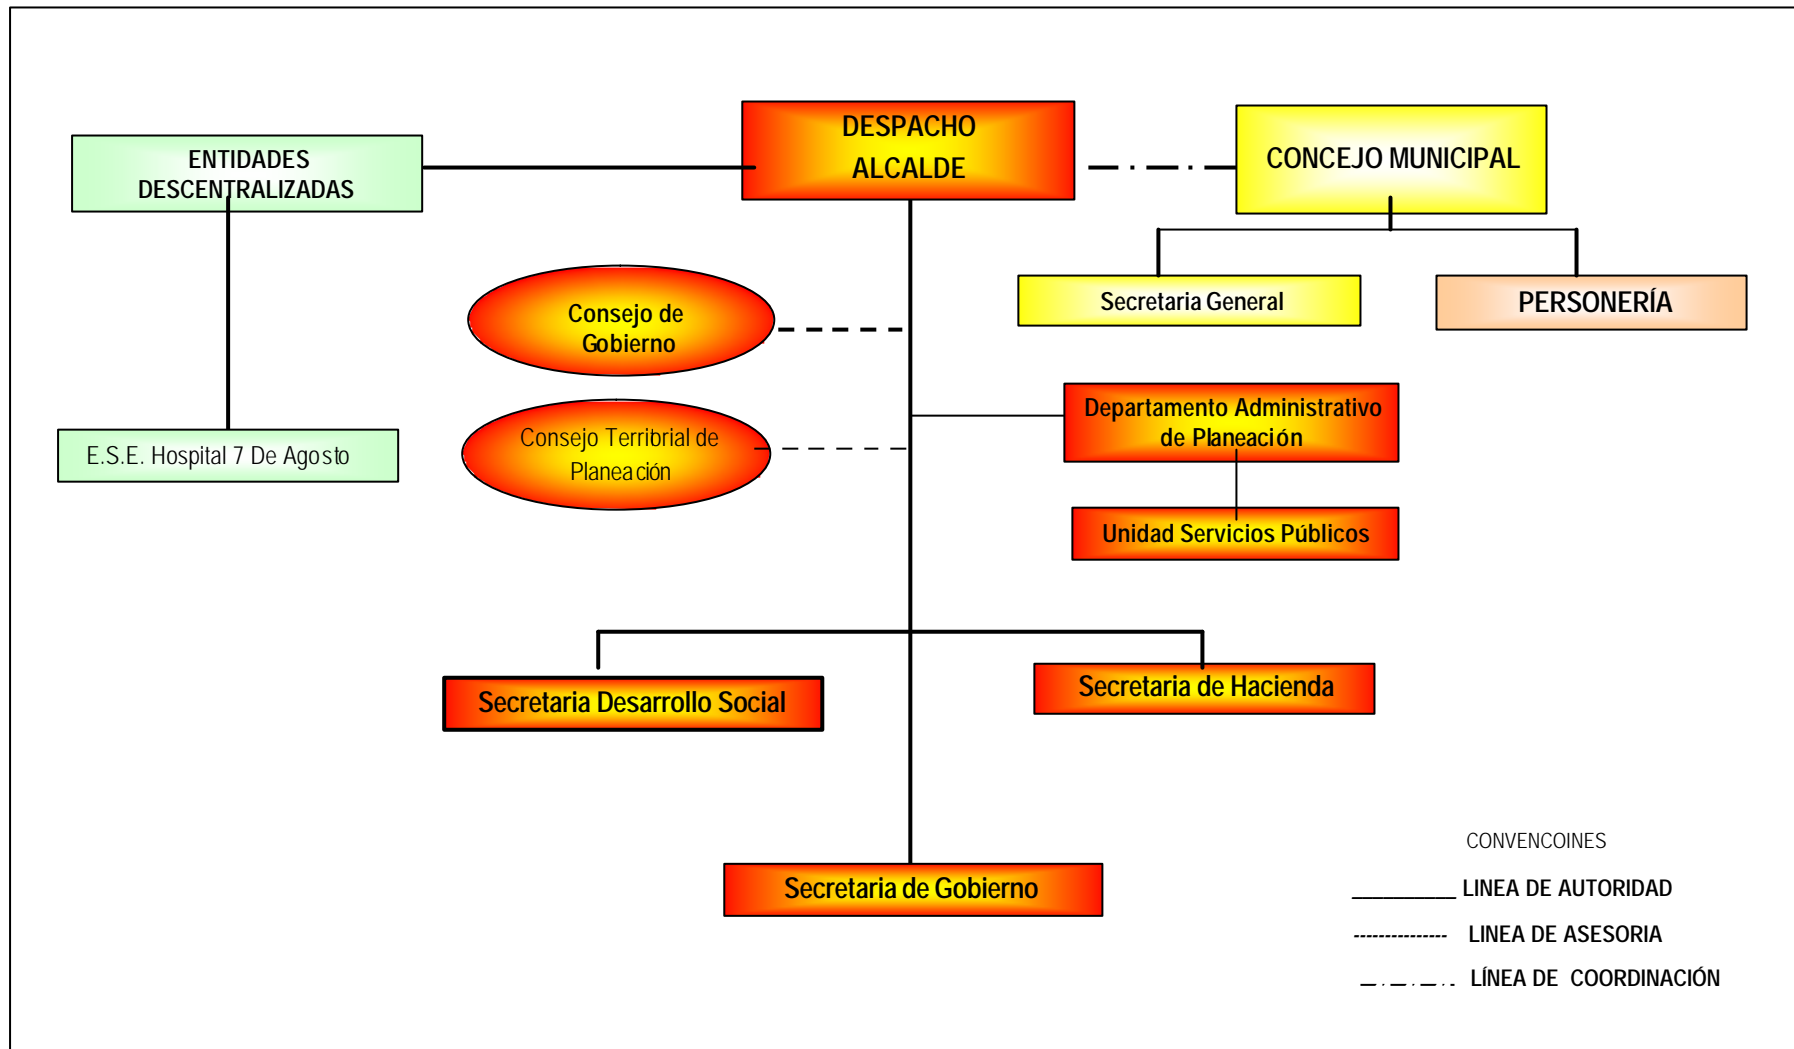 DESPACHO
ALCALDE
ENTIDADES
DESCENTRALIZADAS
CONCEJO MUNICIPAL
Secretaria General
PERSONERÍA
Consejo de
Gobierno
Departamento Administrativo
de Planeación
Consejo Terribrial de
Planeación
E.S.E. Hospital 7 De Agosto
Unidad Servicios Públicos
Secretaria Desarrollo Social
Secretaria de Hacienda
Secretaria de Gobierno
CONVENCOINES
LINEA DE AUTORIDAD
LINEA DE ASESORIA
LÍNEA DE COORDINACIÓN